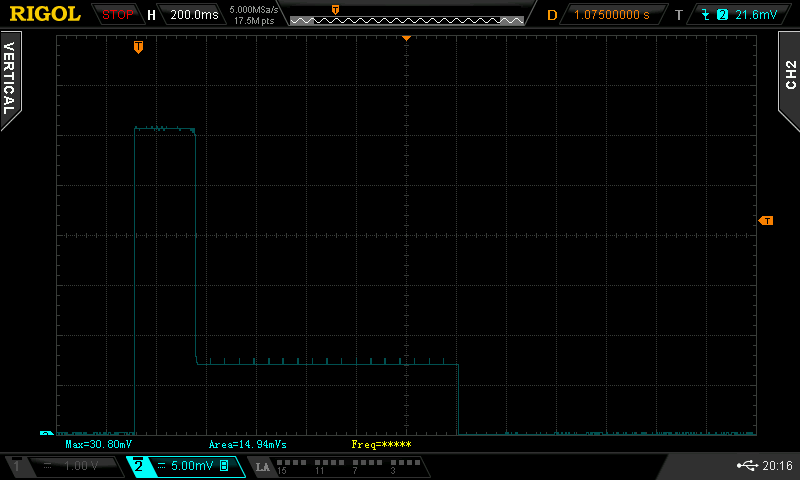 RIGOL STOP H 200.0ms 5.000MSa/s D 1.07500000 s T 2 21.6mV
17.5M pts
T
VERTICAL
CH2
T
2
Max=30.80mV Area=14.94mVs Freq=*****
1 1.00 V 2 5.00mV B LA 15 11 7 3 20:16